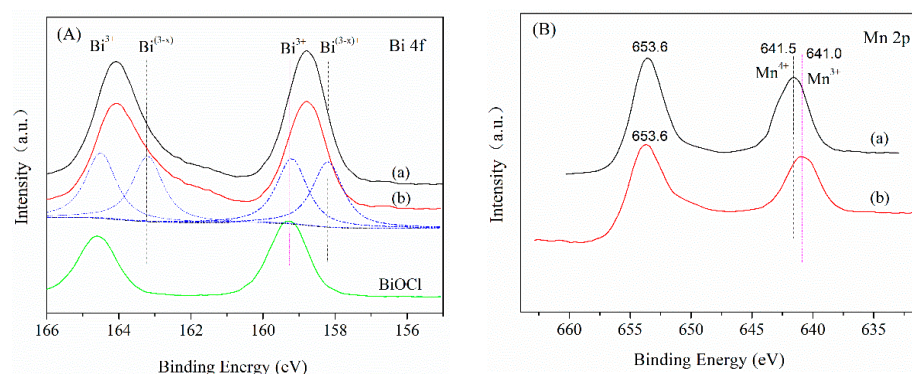 (A)
Bi³⁺
Bi⁽³⁻ˣ⁾
Bi³⁺
Bi⁽³⁻ˣ⁾⁺
Bi 4f
Intensity (a.u.)
(a)
(b)
BiOCl
166
164
162
160
158
156
Binding Energy (eV)
(B)
Mn 2p
653.6
641.5
641.0
Mn⁴⁺
Mn³⁺
653.6
Intensity (a.u.)
(a)
(b)
660
655
650
645
640
635
Binding Energy (eV)